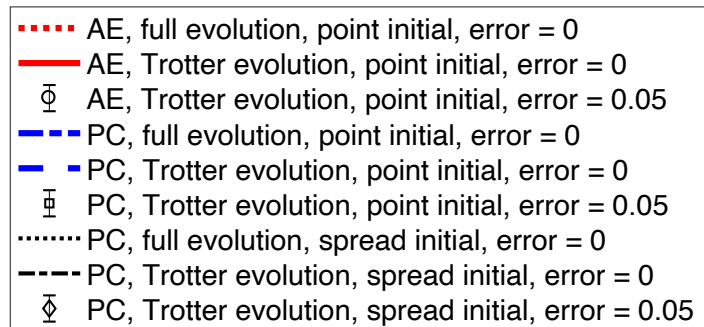 AE, full evolution, point initial, error = 0
AE, Trotter evolution, point initial, error = 0
AE, Trotter evolution, point initial, error = 0.05
PC, full evolution, point initial, error = 0
PC, Trotter evolution, point initial, error = 0
PC, Trotter evolution, point initial, error = 0.05
PC, full evolution, spread initial, error = 0
PC, Trotter evolution, spread initial, error = 0
PC, Trotter evolution, spread initial, error = 0.05